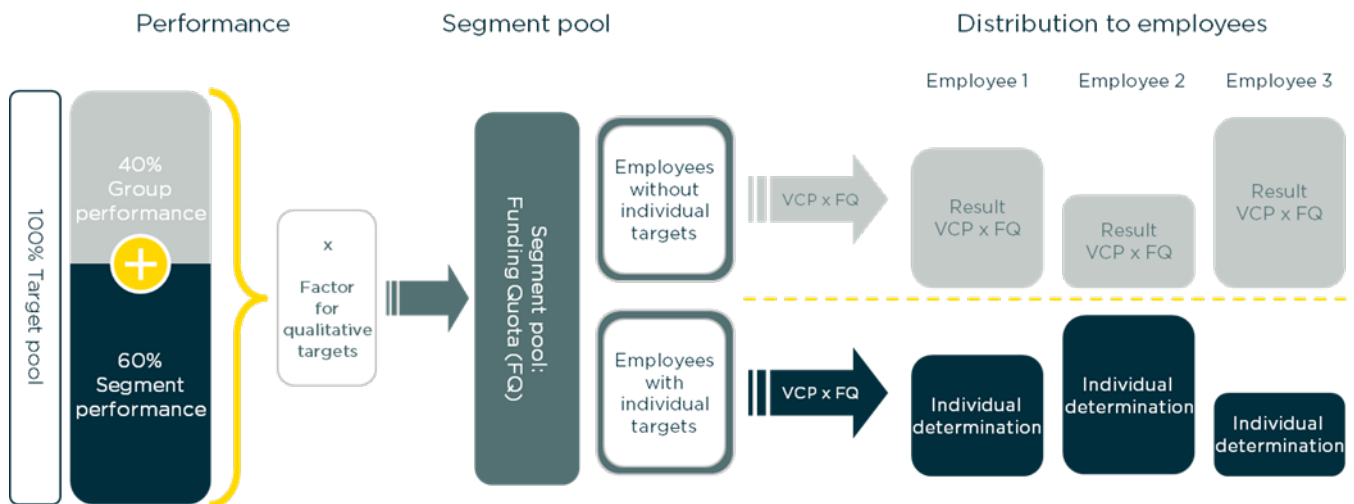 Performance
Segment pool
Distribution to employees
Employee 1
Employee 2
Employee 3
100% Target pool
40%
Group
performance
+
60%
Segment
performance
x
Factor
for
qualitative
targets
Segment pool:
Funding Quota (FQ)
Employees
without
individual
targets
VCP x FQ
Result
VCP x FQ
Result
VCP x FQ
Result
VCP x FQ
Employees
with
individual
targets
VCP x FQ
Individual
determination
Individual
determination
Individual
determination